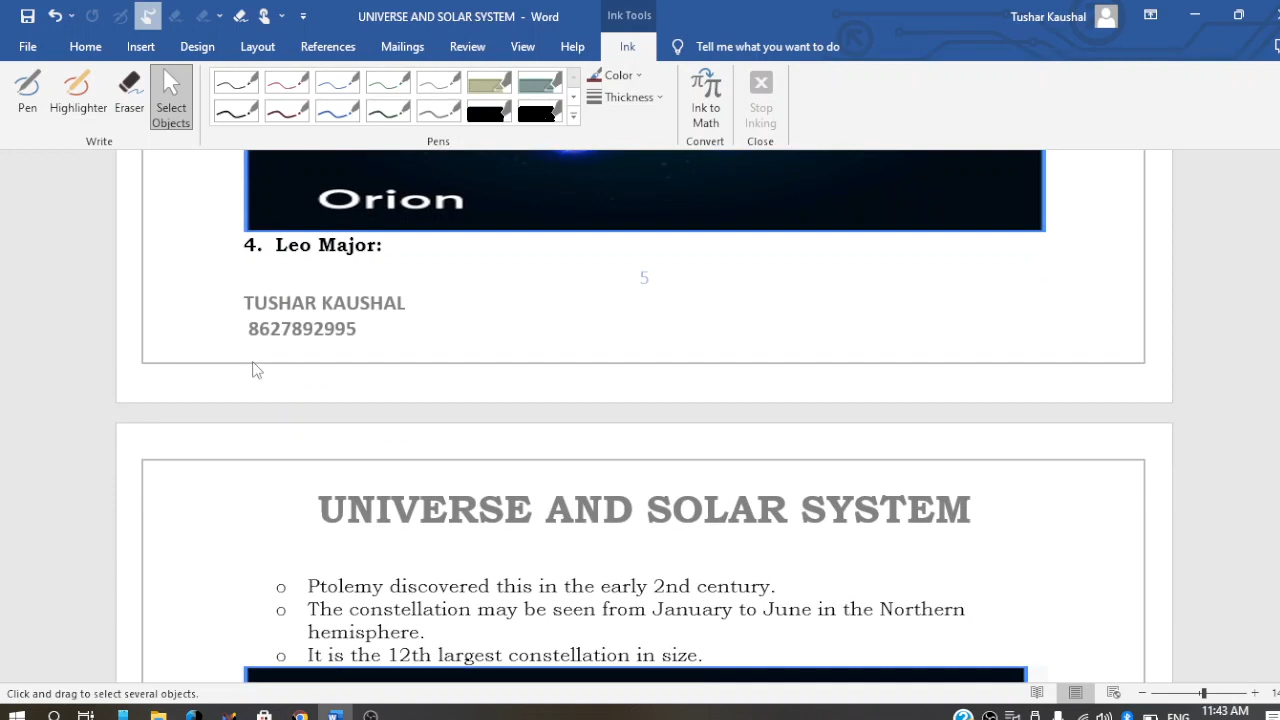 UNIVERSE AND SOLAR SYSTEM - Word
Ink Tools
Tushar Kaushal
File Home Insert Design Layout References Mailings Review View Help Ink Tell me what you want to do
Pen Highlighter Eraser Select Objects
Color
Thickness
Ink to Math
Stop Inking
Write Pens Convert Close
Orion
4. Leo Major:
5
TUSHAR KAUSHAL
8627892995
UNIVERSE AND SOLAR SYSTEM
o Ptolemy discovered this in the early 2nd century.
o The constellation may be seen from January to June in the Northern
hemisphere.
o It is the 12th largest constellation in size.
Click and drag to select several objects.
ENG 11:43 AM